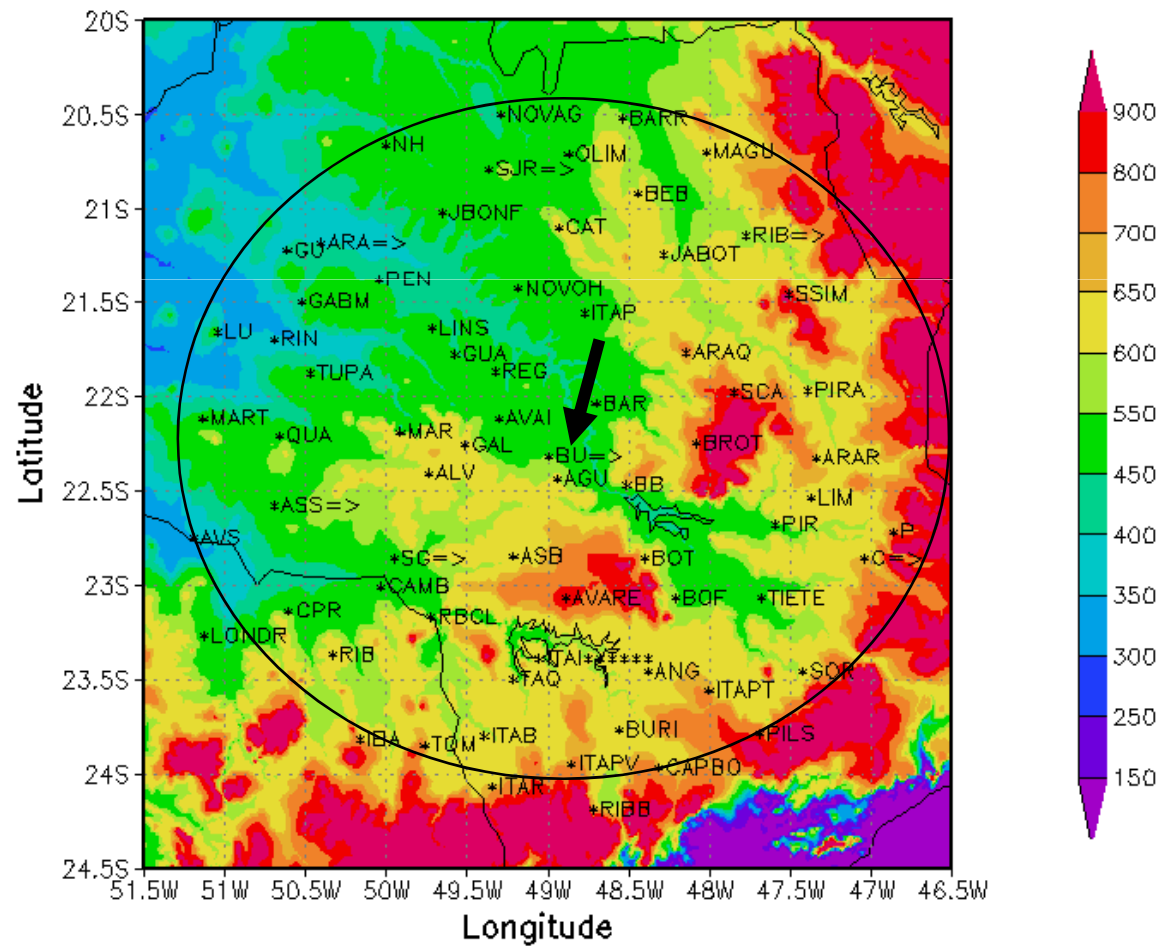 20S
20.5S
21S
21.5S
22S
22.5S
23S
23.5S
24S
24.5S
Latitude
*NOVAG
*BARR
*NH
*OLIM
*MAGU
*SJR=>
*BEB
*JBONF
*CAT
*RIB=>
*ARA=>
*GU
*JABOT
*PEN
*NOVOH
*SSIM
*GABM
*ITAP
*LU
*RIN
*LINS
*GUA
*ARAQ
*TUPA
*REG
*SCA
*PIRA
*BAR
*MART
*AVAI
*QUA
*MAR
*GAL
*BROT
*BU=>
*ARAR
*ALV
*AGU
*BB
*LIM
*ASS=>
*PIR
*P
*AVS
*SG=>
*ASB
*BOT
*C=>
*CAMB
*AVARE
*BOF
*TIETE
*CPR
*RBCL
*LONDR
*RIB
*ITAI******
*ANG
*SOR
*TAQ
*ITAPT
*IBA
*TOM
*ITAB
*BURI
*PILS
*ITAPV
*CAPBO
*ITAR
*RIBB
51.5W 51W 50.5W 50W 49.5W 49W 48.5W 48W 47.5W 47W 46.5W
Longitude
900
800
700
650
600
550
450
400
350
300
250
150